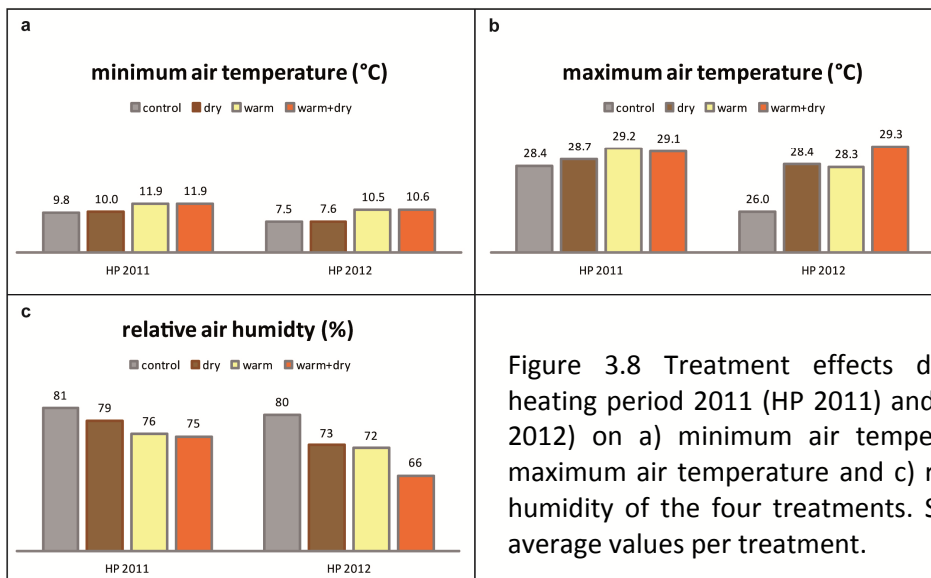 a
minimum air temperature (°C)
control dry warm warm+dry
9.8 10.0 11.9 11.9 7.5 7.6 10.5 10.6
HP 2011 HP 2012
b
maximum air temperature (°C)
control dry warm warm+dry
28.4 28.7 29.2 29.1 26.0 28.4 28.3 29.3
HP 2011 HP 2012
c
relative air humidty (%)
control dry warm warm+dry
81 79 76 75 80 73 72 66
HP 2011 HP 2012
Figure 3.8 Treatment effects
heating period 2011 (HP 2011) and
2012) on a) minimum air
maximum air temperature and c)
humidity of the four treatments.
average values per treatment.